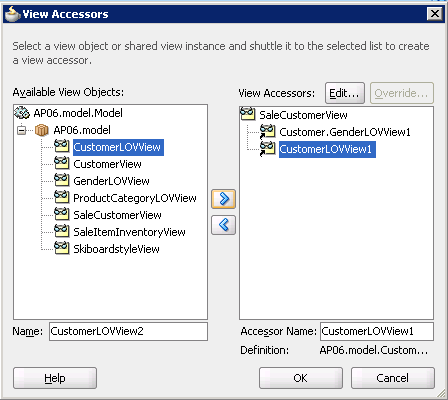 View Accessors
Select a view object or shared view instance and shuttle it to the selected list to create
a view accessor.
Available View Objects:
View Accessors: Edit... Override...
AP06.model.Model
AP06.model
CustomerLOVView
CustomerView
GenderLOVView
ProductCategoryLOVView
SaleCustomerView
SaleItemInventoryView
SkiboardstyleView
SaleCustomerView
Customer.GenderLOVView1
CustomerLOVView1
Name: CustomerLOVView2
Accessor Name: CustomerLOVView1
Definition: AP06.model.Custom...
Help OK Cancel